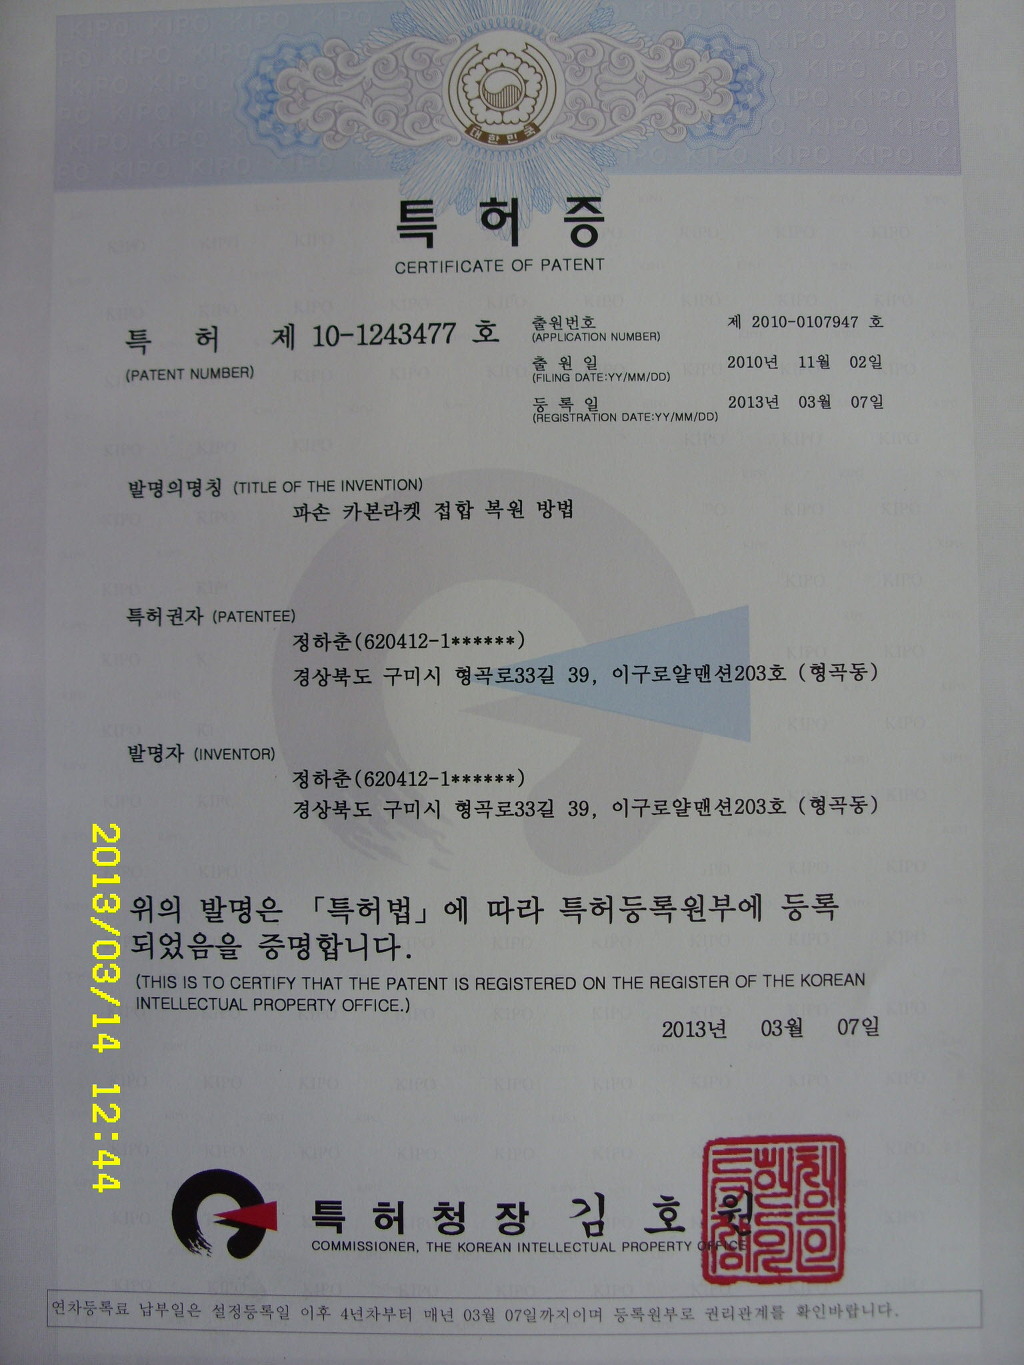 대한민국
특허증
CERTIFICATE OF PATENT
특 허 제 10-1243477 호
(PATENT NUMBER)
출원번호 제 2010-0107947 호
(APPLICATION NUMBER)
출 원 일 2010년 11월 02일
(FILING DATE:YY/MM/DD)
등 록 일 2013년 03월 07일
(REGISTRATION DATE:YY/MM/DD)
발명의명칭 (TITLE OF THE INVENTION)
파손 카본라켓 접합 복원 방법
특허권자 (PATENTEE)
정하춘(620412-1******)
경상북도 구미시 형곡로33길 39, 이구로얄맨션203호 (형곡동)
발명자 (INVENTOR)
정하춘(620412-1******)
경상북도 구미시 형곡로33길 39, 이구로얄맨션203호 (형곡동)
위의 발명은 「특허법」에 따라 특허등록원부에 등록
되었음을 증명합니다.
(THIS IS TO CERTIFY THAT THE PATENT IS REGISTERED ON THE REGISTER OF THE KOREAN
INTELLECTUAL PROPERTY OFFICE.)
2013년 03월 07일
2013/03/14 12:44
특허청장 김호원
COMMISSIONER, THE KOREAN INTELLECTUAL PROPERTY OFFICE
연차등록료 납부일은 설정등록일 이후 4년차부터 매년 03월 07일까지이며 등록원부로 권리관계를 확인바랍니다.